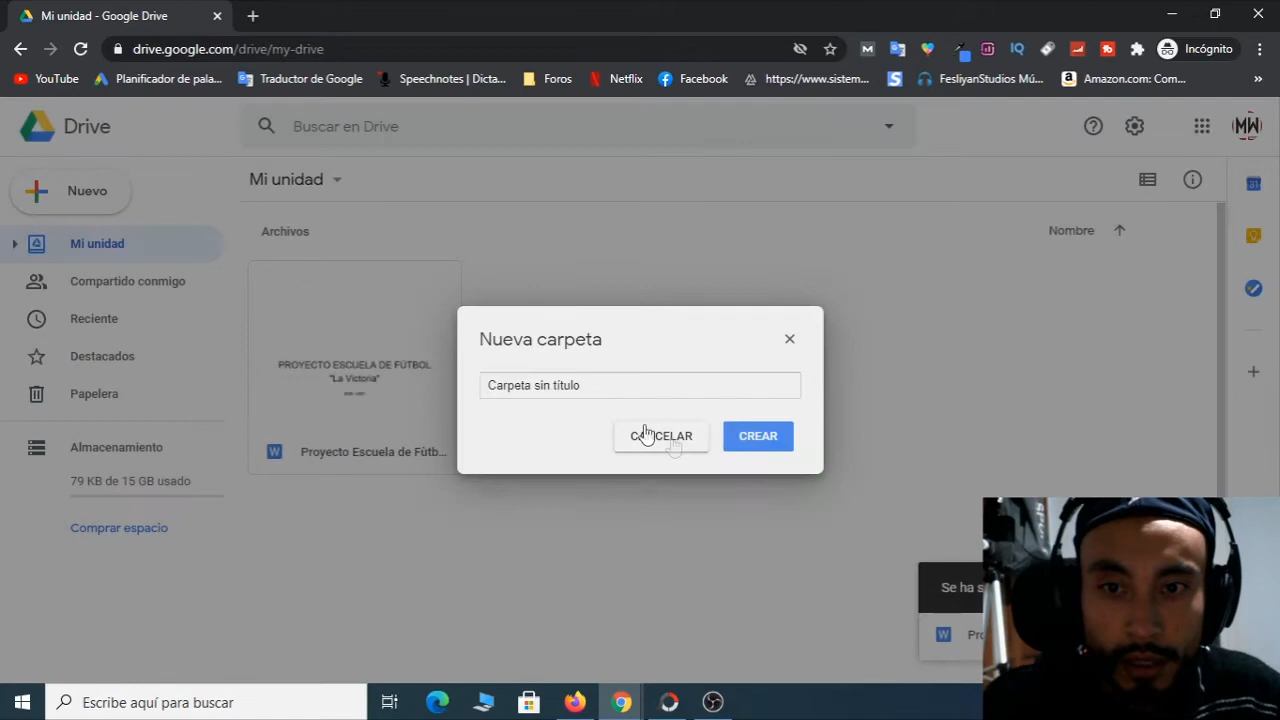 Mi unidad - Google Drive
Incógnito
drive.google.com/drive/my-drive
YouTube
Planificador de pala...
Traductor de Google
Speechnotes | Dicta...
Foros
Netflix
Facebook
https://www.sistem...
FesliyanStudios Mú...
Amazon.com: Com...
Drive
Buscar en Drive
MW
Nuevo
Mi unidad
Nombre
Mi unidad
Archivos
Compartido conmigo
Reciente
Destacados
Papelera
Almacenamiento
79 KB de 15 GB usado
Comprar espacio
PROYECTO ESCUELA DE FÚTBOL
"La Victoria"
Proyecto Escuela de Fútb...
Nueva carpeta
Carpeta sin título
CREAR
Se ha s
Pro
Escribe aquí para buscar